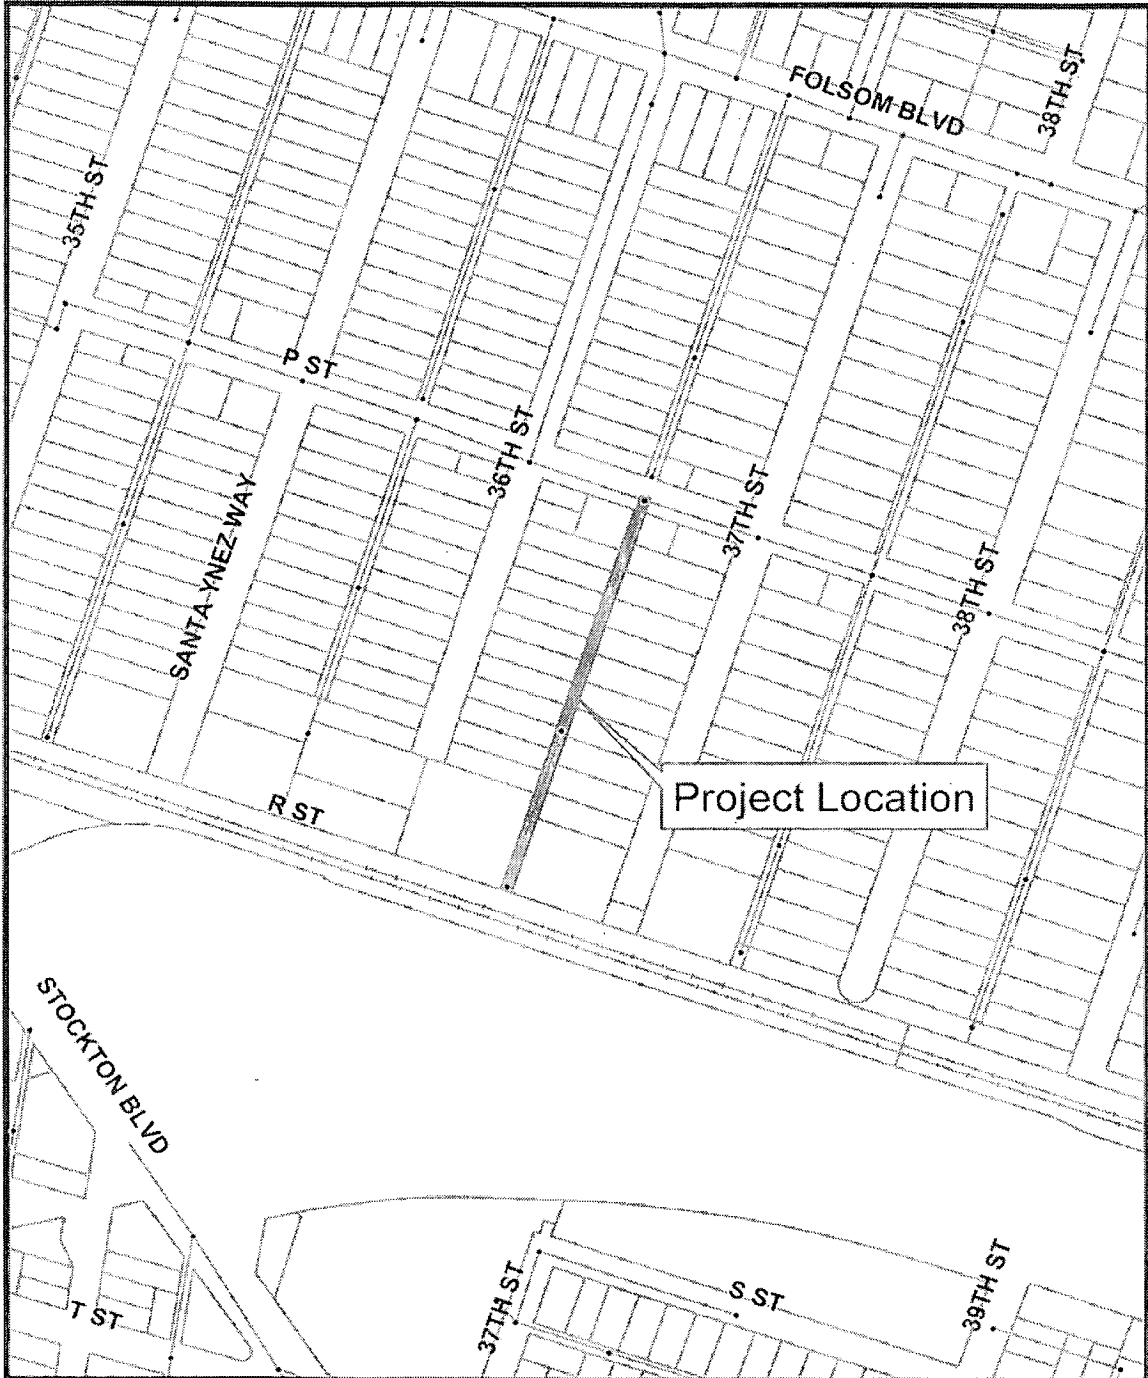 FOLSOM BLVD
38TH ST
35TH ST
P ST
36TH ST
37TH ST
SANTA YNEZ WAY
38TH ST
Project Location
R ST
STOCKTON BLVD
T ST
37TH ST
S ST
39TH ST